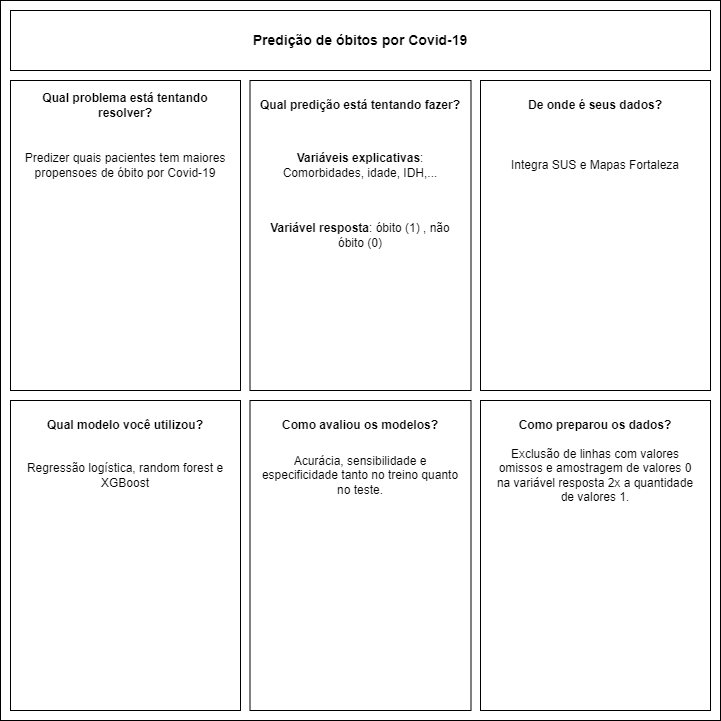 Predição de óbitos por Covid-19
Qual problema está tentando
resolver?
Predizer quais pacientes tem maiores
propensoes de óbito por Covid-19
Qual predição está tentando fazer?
Variáveis explicativas:
Comorbidades, idade, IDH,...
Variável resposta: óbito (1) , não
óbito (0)
De onde é seus dados?
Integra SUS e Mapas Fortaleza
Qual modelo você utilizou?
Regressão logística, random forest e
XGBoost
Como avaliou os modelos?
Acurácia, sensibilidade e
especificidade tanto no treino quanto
no teste.
Como preparou os dados?
Exclusão de linhas com valores
omissos e amostragem de valores 0
na variável resposta 2x a quantidade
de valores 1.